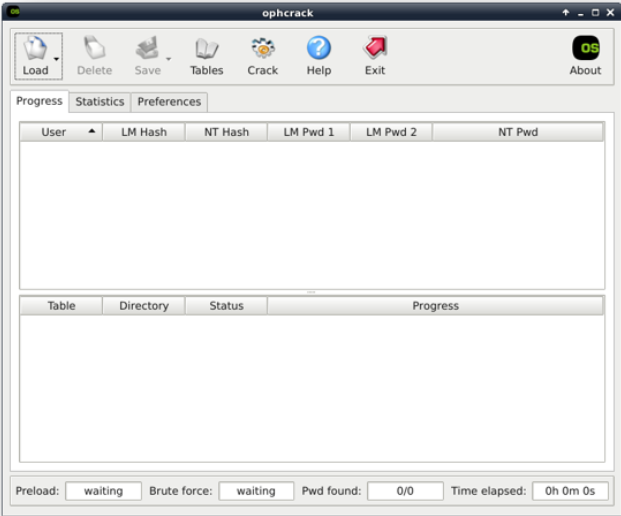 OS ophcrack
Load Delete Save Tables Crack Help Exit OS About
Progress Statistics Preferences
User LM Hash NT Hash LM Pwd 1 LM Pwd 2 NT Pwd
Table Directory Status Progress
Preload: waiting Brute force: waiting Pwd found: 0/0 Time elapsed: 0h 0m 0s